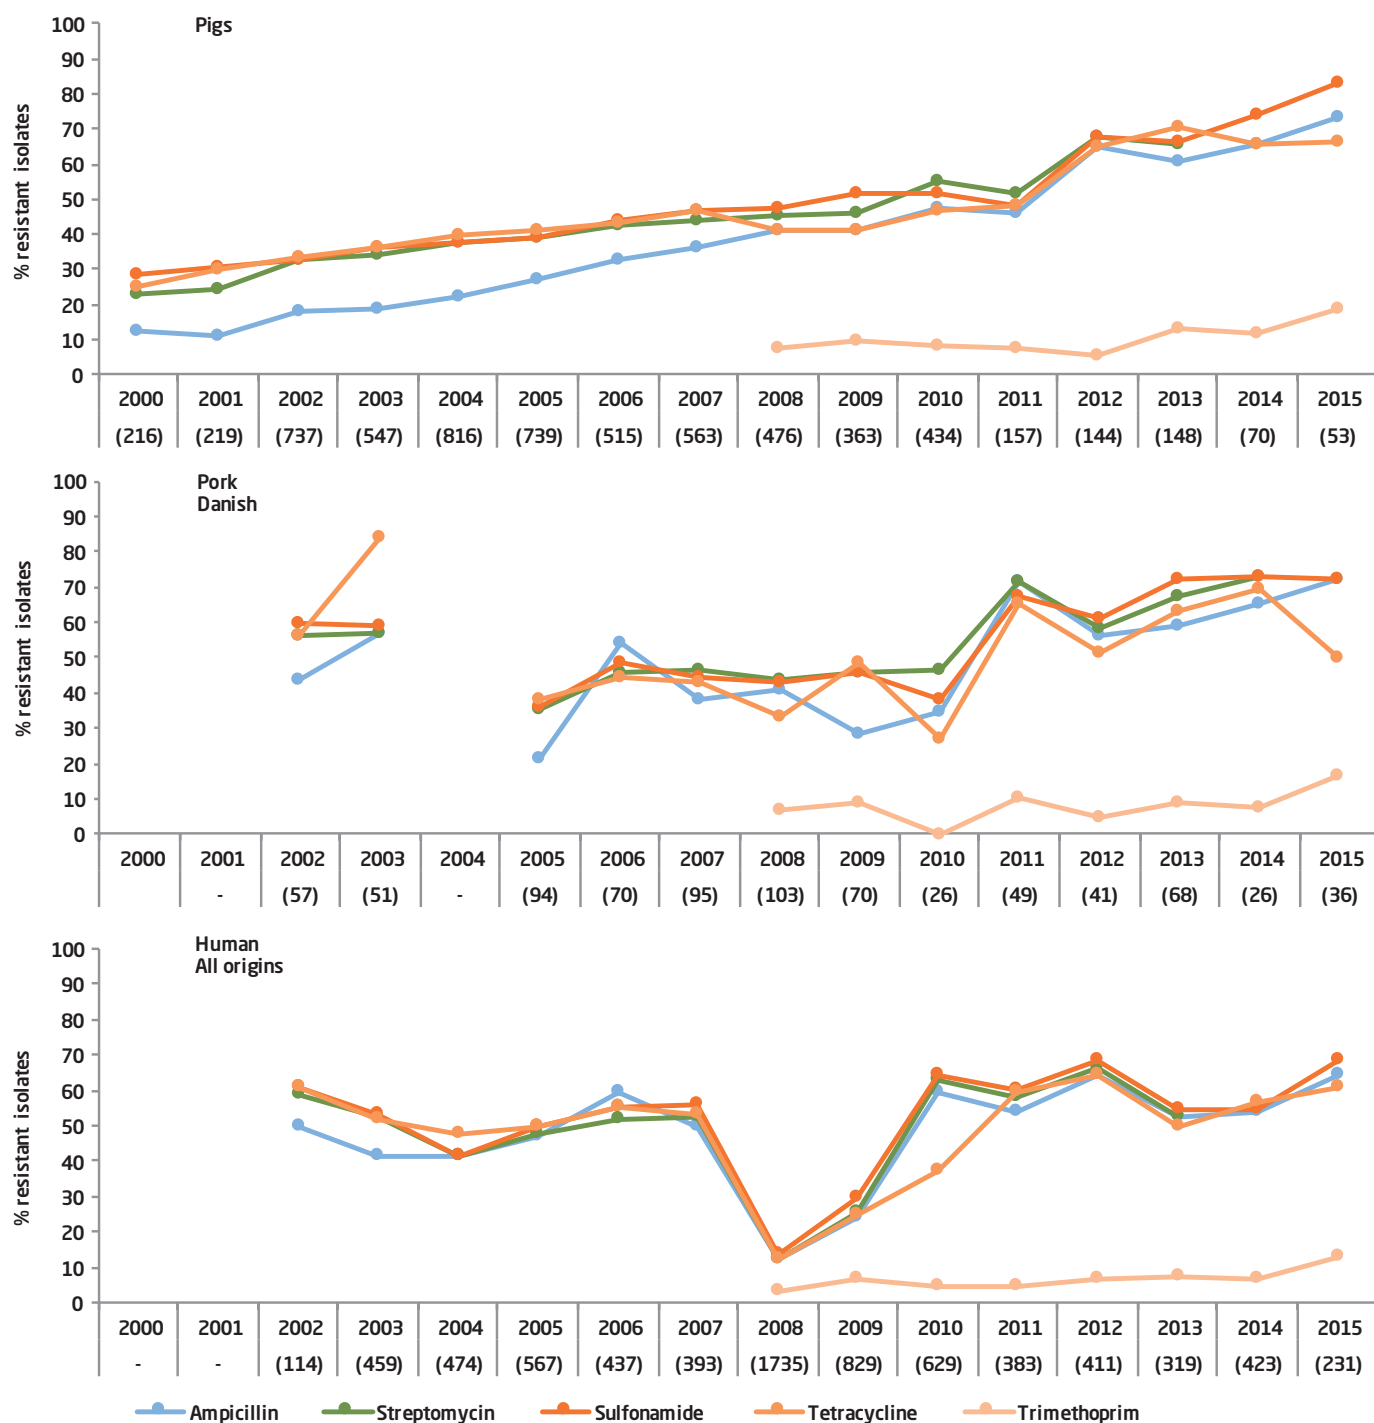 Pigs
% resistant isolates
100
90
80
70
60
50
40
30
20
10
0
2000 2001 2002 2003 2004 2005 2006 2007 2008 2009 2010 2011 2012 2013 2014 2015
(216) (219) (737) (547) (816) (739) (515) (563) (476) (363) (434) (157) (144) (148) (70) (53)
Pork
Danish
% resistant isolates
100
90
80
70
60
50
40
30
20
10
0
2000 2001 2002 2003 2004 2005 2006 2007 2008 2009 2010 2011 2012 2013 2014 2015
- (57) (51) - (94) (70) (95) (103) (70) (26) (49) (41) (68) (26) (36)
Human
All origins
% resistant isolates
100
90
80
70
60
50
40
30
20
10
0
2000 2001 2002 2003 2004 2005 2006 2007 2008 2009 2010 2011 2012 2013 2014 2015
- - (114) (459) (474) (567) (437) (393) (1735) (829) (629) (383) (411) (319) (423) (231)
Ampicillin Streptomycin Sulfonamide Tetracycline Trimethoprim